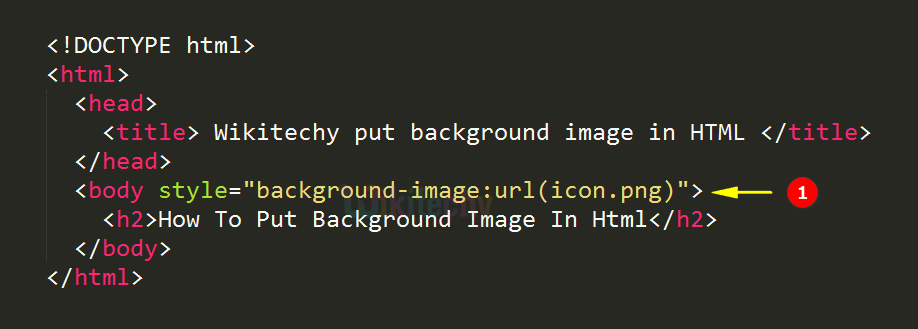 <!DOCTYPE html>
<html>
<head>
<title> Wikitechy put background image in HTML </title>
</head>
<body style="background-image:url(icon.png)"> 1
<h2>How To Put Background Image In Html</h2>
</body>
</html>